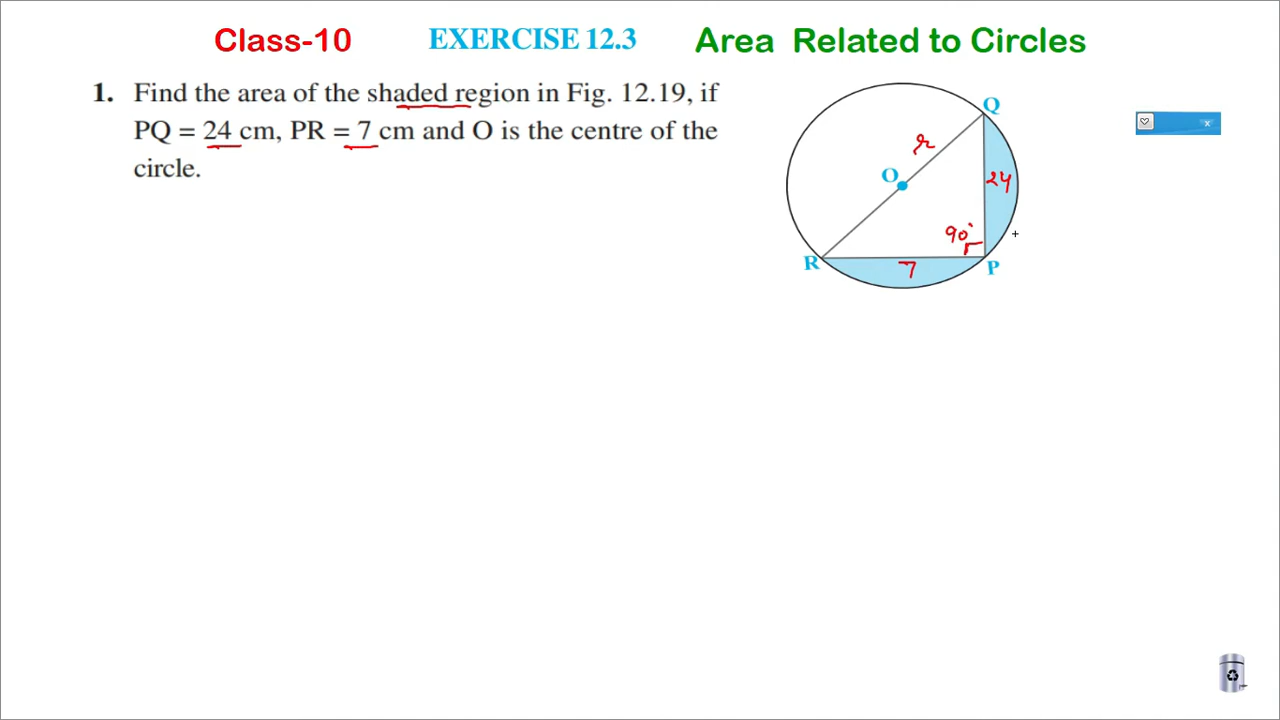 Class-10 EXERCISE 12.3 Area Related to Circles
1. Find the area of the shaded region in Fig. 12.19, if
PQ = 24 cm, PR = 7 cm and O is the centre of the
circle.
Q
r
O
24
90°
R
7
P
x